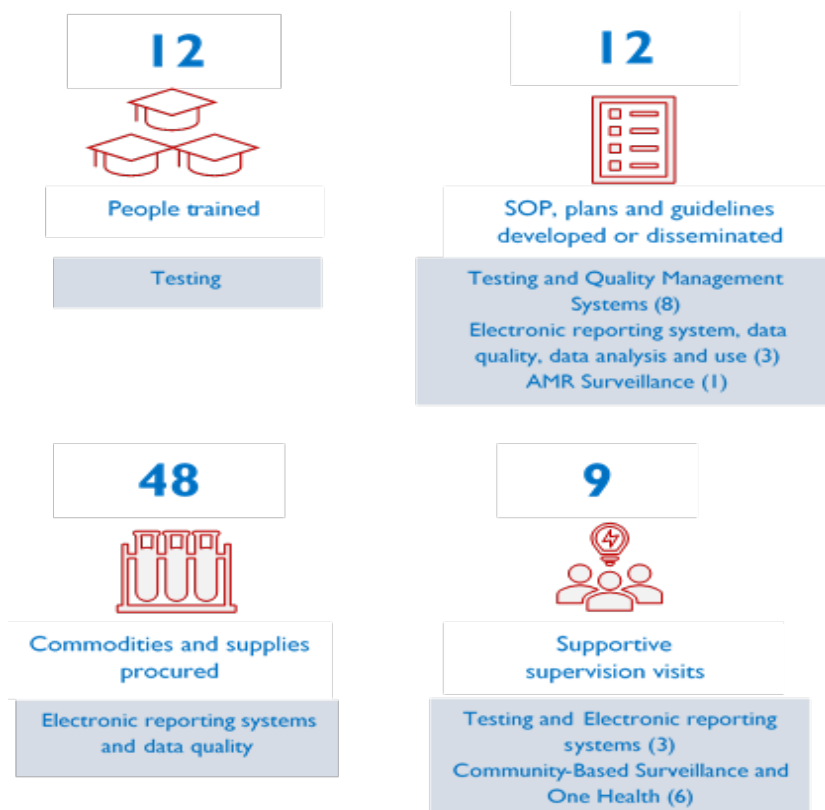 12
People trained
Testing
12
SOP, plans and guidelines
developed or disseminated
Testing and Quality Management
Systems (8)
Electronic reporting system, data
quality, data analysis and use (3)
AMR Surveillance (1)
48
Commodities and supplies
procured
Electronic reporting systems
and data quality
9
Supportive
supervision visits
Testing and Electronic reporting
systems (3)
Community-Based Surveillance and
One Health (6)